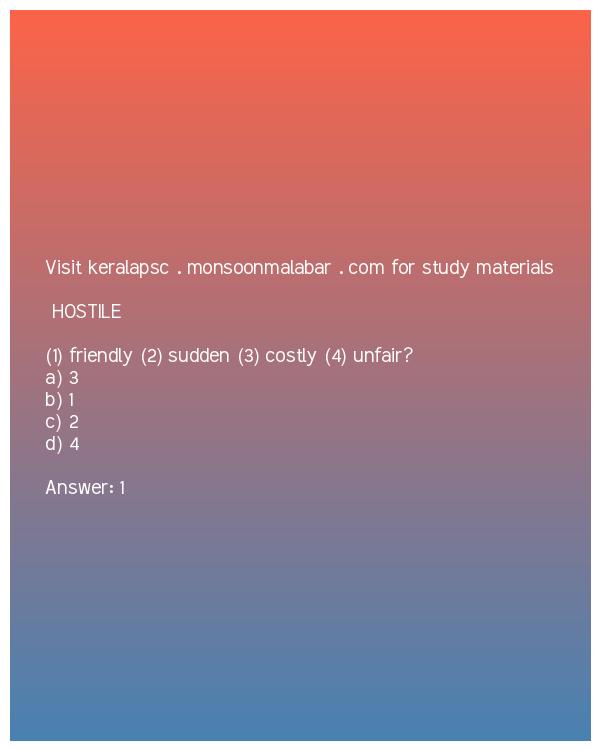 Visit keralapsc . monsoonmalabar . com for study materials
HOSTILE
(1) friendly (2) sudden (3) costly (4) unfair?
a) 3
b) 1
c) 2
d) 4
Answer: 1